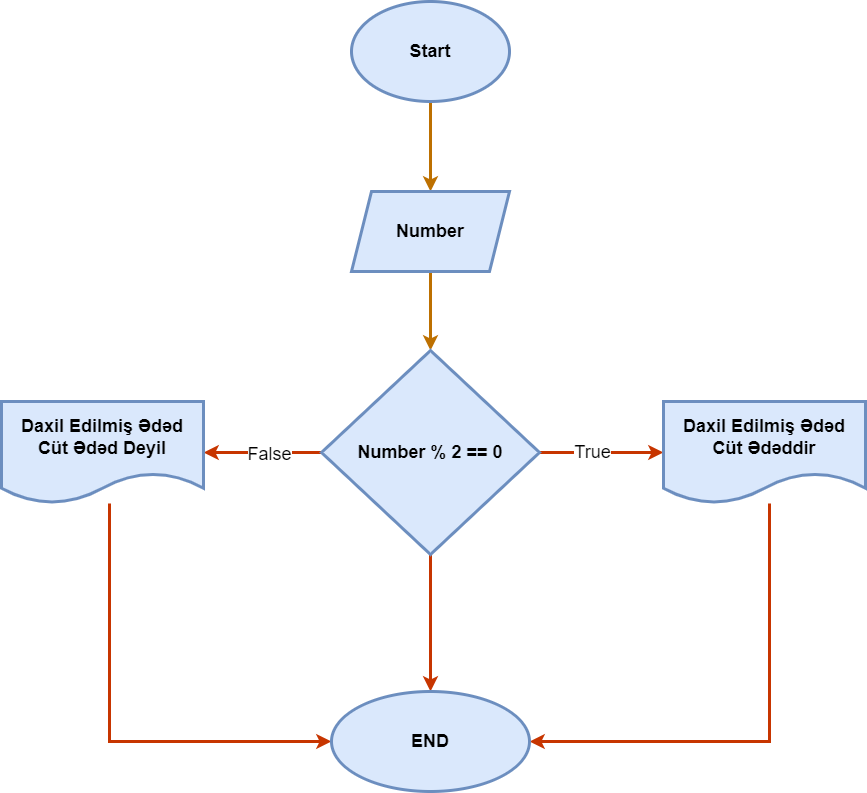 Start
Number
Daxil Edilmiş Ədəd
Cüt Ədəd Deyil
False
Number % 2 == 0
True
Daxil Edilmiş Ədəd
Cüt Ədəddir
END